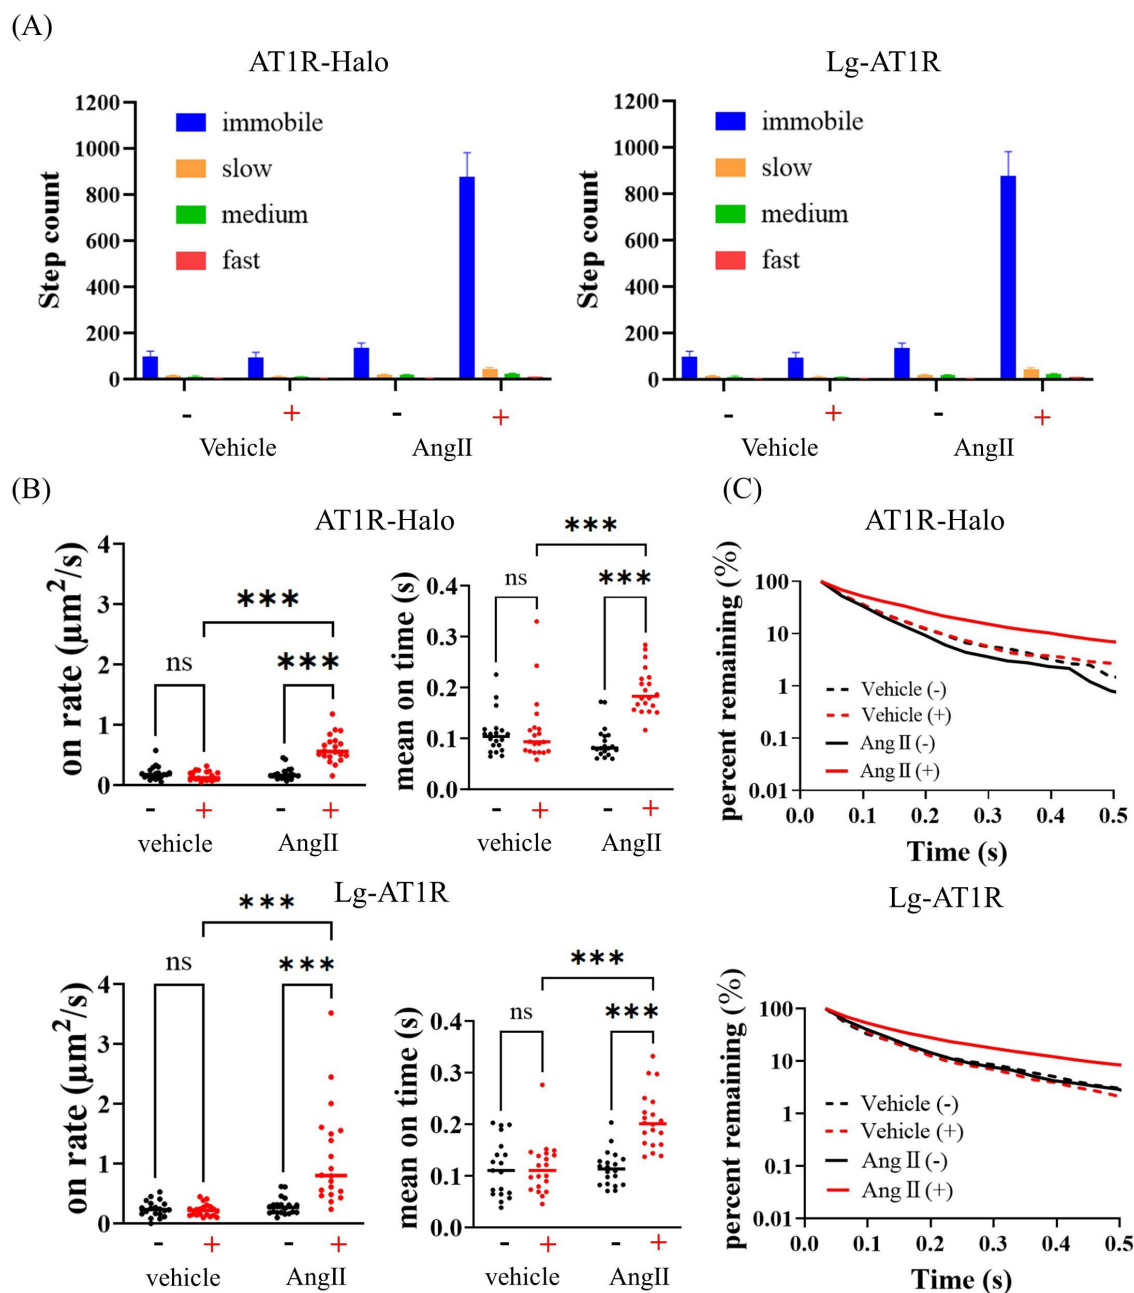 (A)
AT1R-Halo
Lg-AT1R
1200
1000
800
600
400
200
0
Step count
immobile
slow
medium
fast
- + - +
Vehicle AngII
1200
1000
800
600
400
200
0
Step count
immobile
slow
medium
fast
- + - +
Vehicle AngII
(B)
AT1R-Halo
4
3
2
1
0
on rate (μm²/s)
ns
***
***
- + - +
vehicle AngII
0.4
0.3
0.2
0.1
0.0
mean on time (s)
ns
***
***
- + - +
vehicle AngII
(C)
AT1R-Halo
100
10
1
0.1
0.01
percent remaining (%)
Vehicle (-)
Vehicle (+)
Ang II (-)
Ang II (+)
0.0 0.1 0.2 0.3 0.4 0.5
Time (s)
Lg-AT1R
4
3
2
1
0
on rate (μm²/s)
ns
***
***
- + - +
vehicle AngII
0.4
0.3
0.2
0.1
0.0
mean on time (s)
ns
***
***
- + - +
vehicle AngII
Lg-AT1R
100
10
1
0.1
0.01
percent remaining (%)
Vehicle (-)
Vehicle (+)
Ang II (-)
Ang II (+)
0.0 0.1 0.2 0.3 0.4 0.5
Time (s)